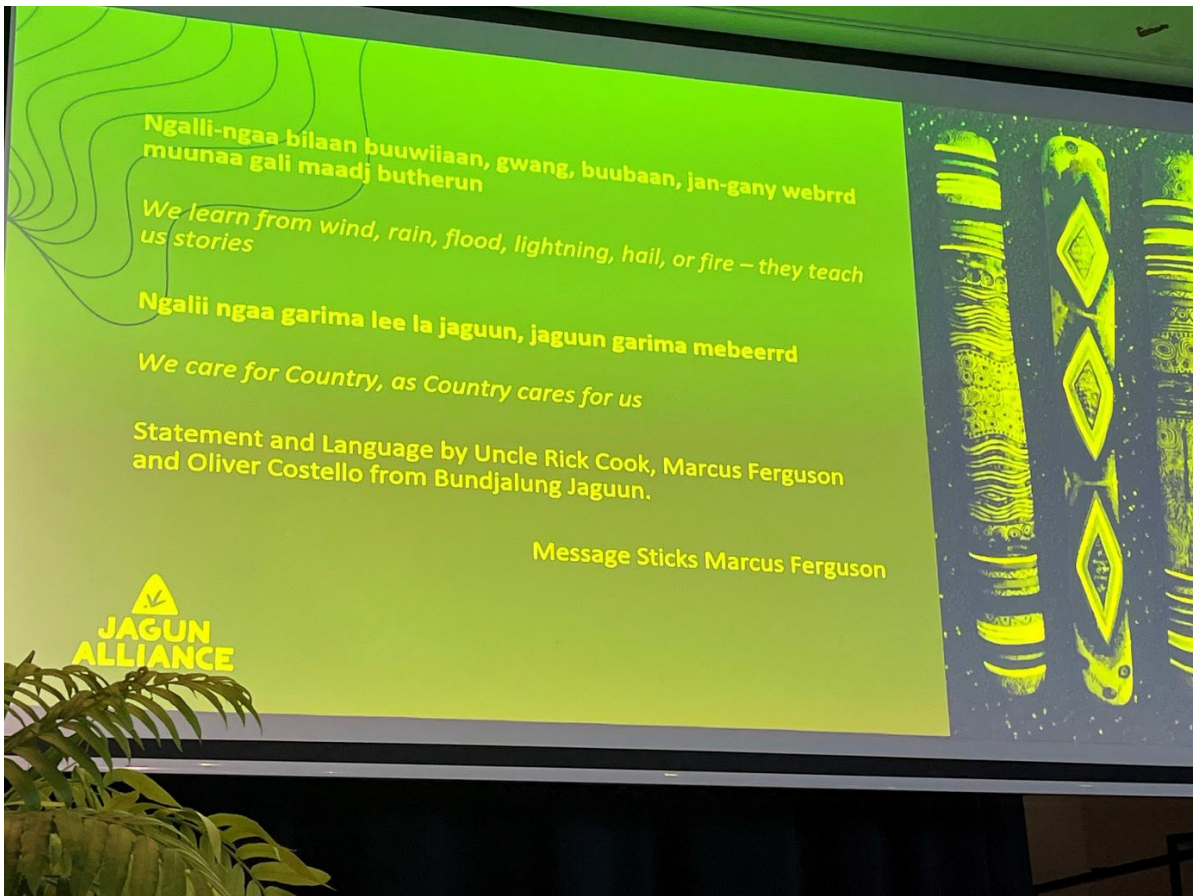 Ngalli-ngaa bilaan buuwiiaan, gwang, buubaan, jan-gany webrrd
muunaa gali maadj butherun
We learn from wind, rain, flood, lightning, hail, or fire – they teach
us stories
Ngalii ngaa garima lee la jaguun, jaguun garima mebeerrd
We care for Country, as Country cares for us
Statement and Language by Uncle Rick Cook, Marcus Ferguson
and Oliver Costello from Bundjalung Jaguun.
Message Sticks Marcus Ferguson
JAGUN
ALLIANCE